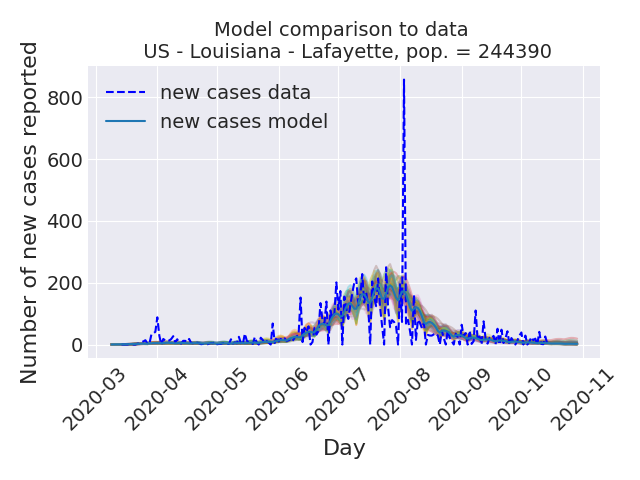 Model comparison to data
US - Louisiana - Lafayette, pop. = 244390
Number of new cases reported
800
600
400
200
0
new cases data
new cases model
2020-03
2020-04
2020-05
2020-06
2020-07
2020-08
2020-09
2020-10
2020-11
Day